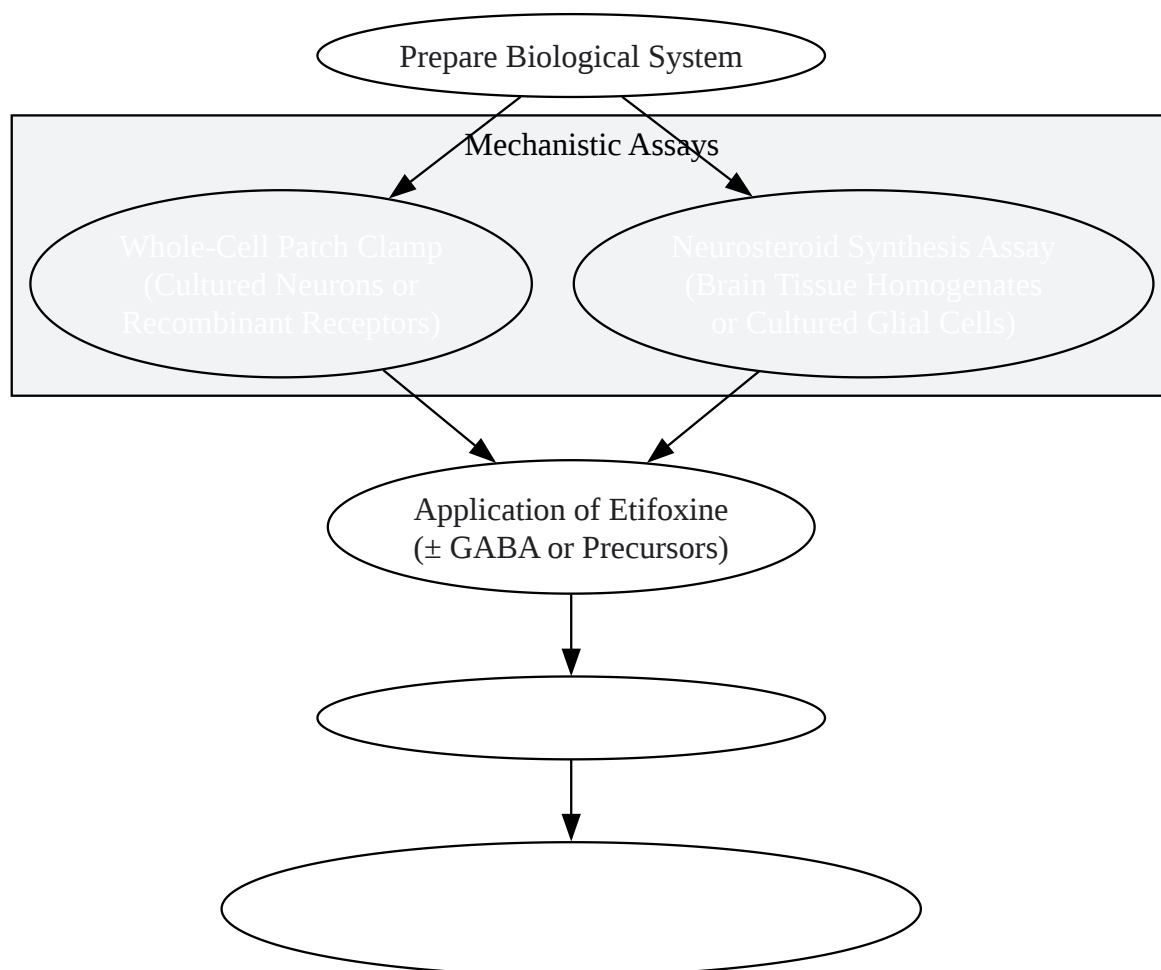 Prepare Biological System
Mechanistic Assays
Whole-Cell Patch Clamp
(Cultured Neurons or
Recombinant Receptors)
Neurosteroid Synthesis Assay
(Brain Tissue Homogenates
or Cultured Glial Cells)
Application of Etifoxine
(± GABA or Precursors)